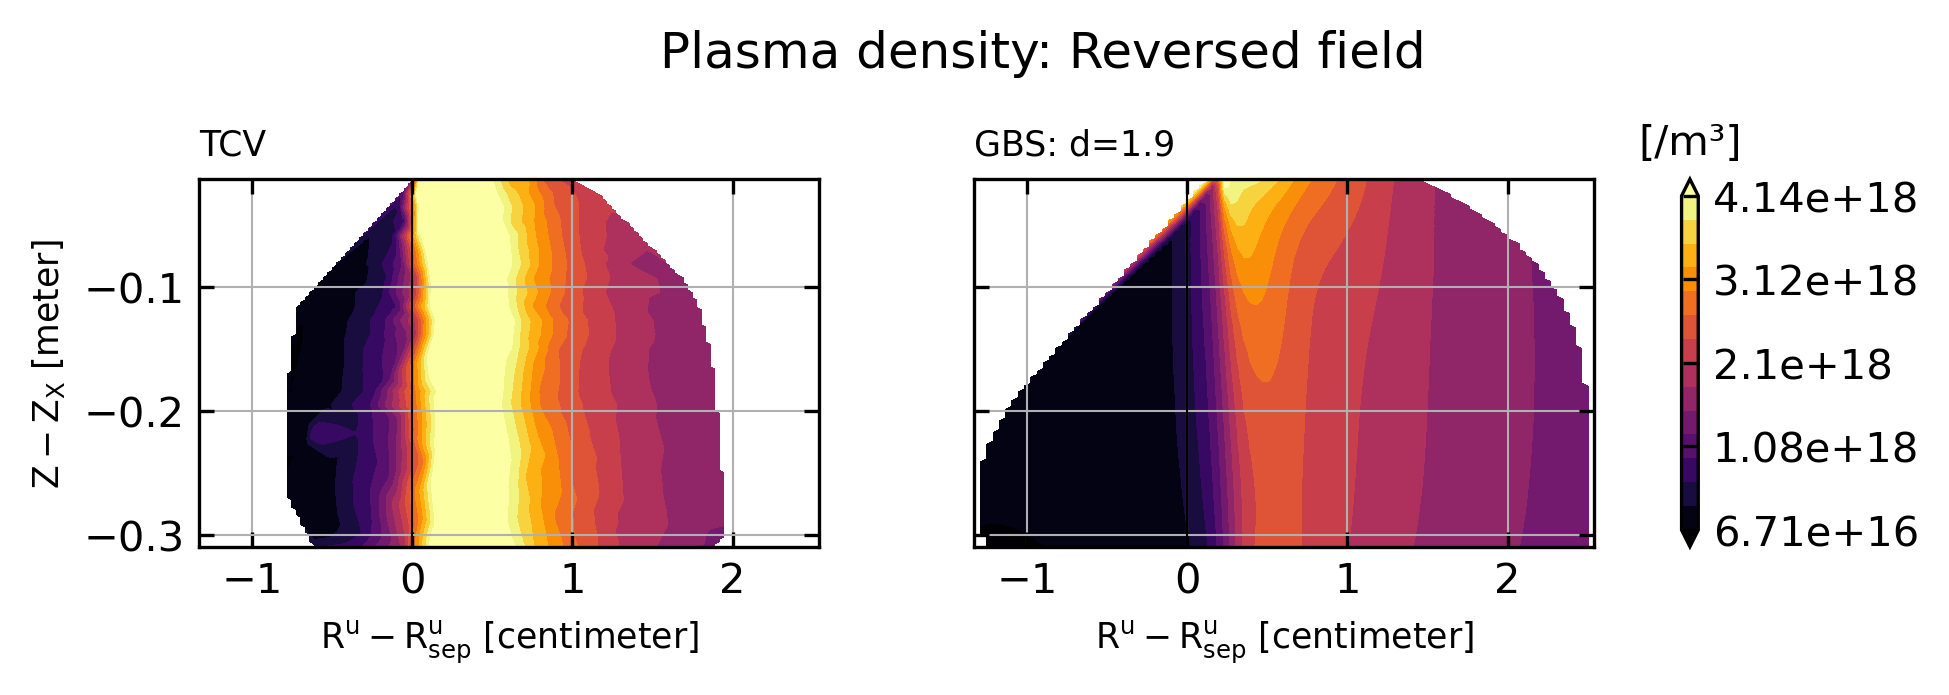 Plasma density: Reversed field
TCV
GBS: d=1.9
[/m³]
4.14e+18
3.12e+18
2.1e+18
1.08e+18
6.71e+16
Z − Z_X [meter]
−0.1
−0.2
−0.3
−1 0 1 2
−1 0 1 2
R^u − R^u_sep [centimeter]
R^u − R^u_sep [centimeter]